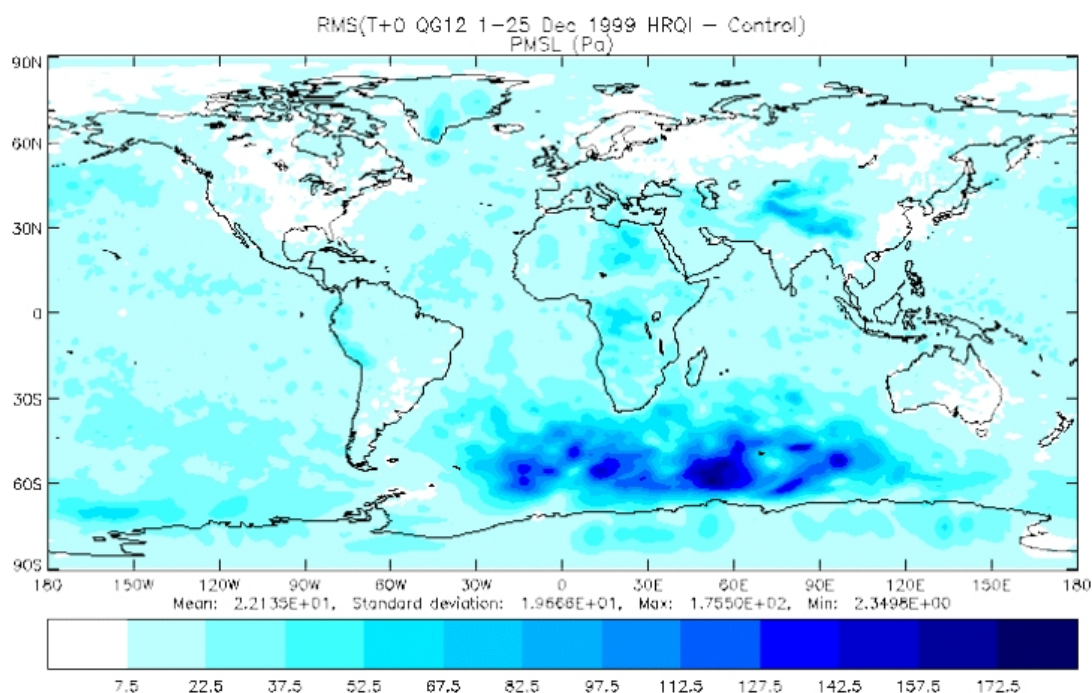 RMS(T+0 QG12 1-25 Dec 1999 HRQI - Control)
PMSL (Pa)
90N
60N
30N
0
30S
60S
90S
180 150W 120W 90W 60W 30W 0 30E 60E 90E 120E 150E 180
Mean: 2.2135E+01, Standard deviation: 1.9668E+01, Max: 1.7550E+02, Min: 2.3498E+00
7.5 22.5 37.5 52.5 67.5 82.5 97.5 112.5 127.5 142.5 157.5 172.5